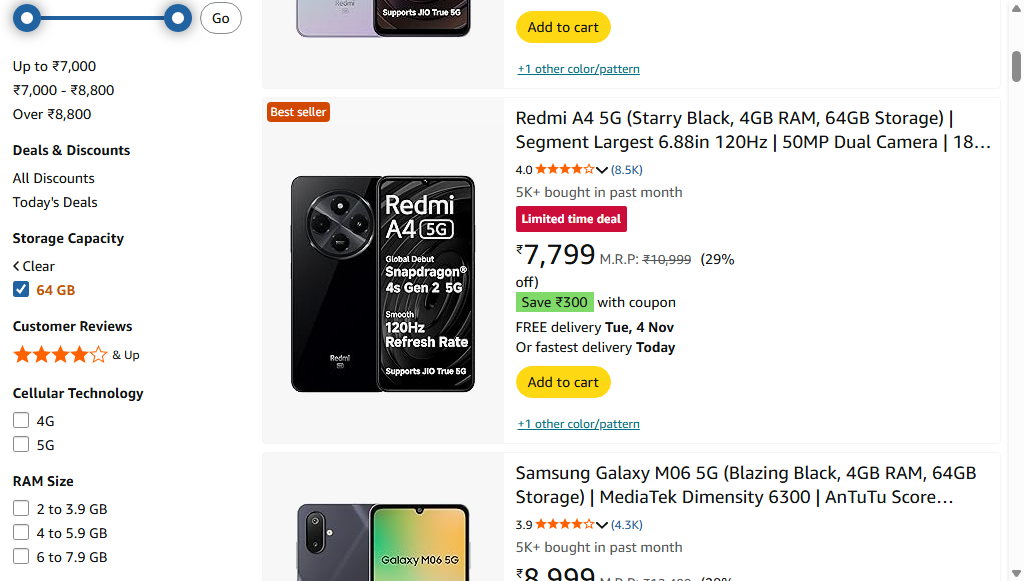 Go
Up to ₹7,000
₹7,000 - ₹8,800
Over ₹8,800
Deals & Discounts
All Discounts
Today's Deals
Storage Capacity
Clear
64 GB
Customer Reviews
& Up
Cellular Technology
4G
5G
RAM Size
2 to 3.9 GB
4 to 5.9 GB
6 to 7.9 GB
Redmi
5G
Supports JIO True 5G
Add to cart
+1 other color/pattern
Best seller
Redmi
A4 5G
Global Debut
Snapdragon®
4s Gen 2 5G
Smooth
120Hz
Refresh Rate
Supports JIO True 5G
Redmi
5G
Redmi A4 5G (Starry Black, 4GB RAM, 64GB Storage) |
Segment Largest 6.88in 120Hz | 50MP Dual Camera | 18…
4.0 (8.5K)
5K+ bought in past month
Limited time deal
₹7,799 M.R.P: ₹10,999 (29%
off)
Save ₹300 with coupon
FREE delivery Tue, 4 Nov
Or fastest delivery Today
Add to cart
+1 other color/pattern
Galaxy M06 5G
Samsung Galaxy M06 5G (Blazing Black, 4GB RAM, 64GB
Storage) | MediaTek Dimensity 6300 | AnTuTu Score…
3.9 (4.3K)
5K+ bought in past month
₹8,999 M.R.P: